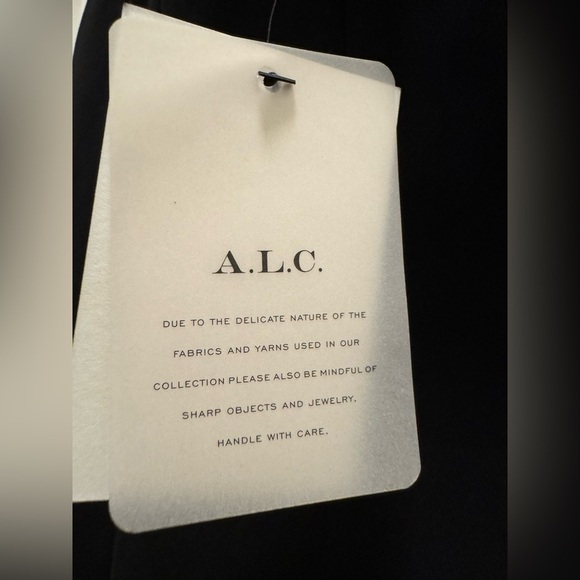 A.L.C.
DUE TO THE DELICATE NATURE OF THE
FABRICS AND YARNS USED IN OUR
COLLECTION PLEASE ALSO BE MINDFUL OF
SHARP OBJECTS AND JEWELRY.
HANDLE WITH CARE.